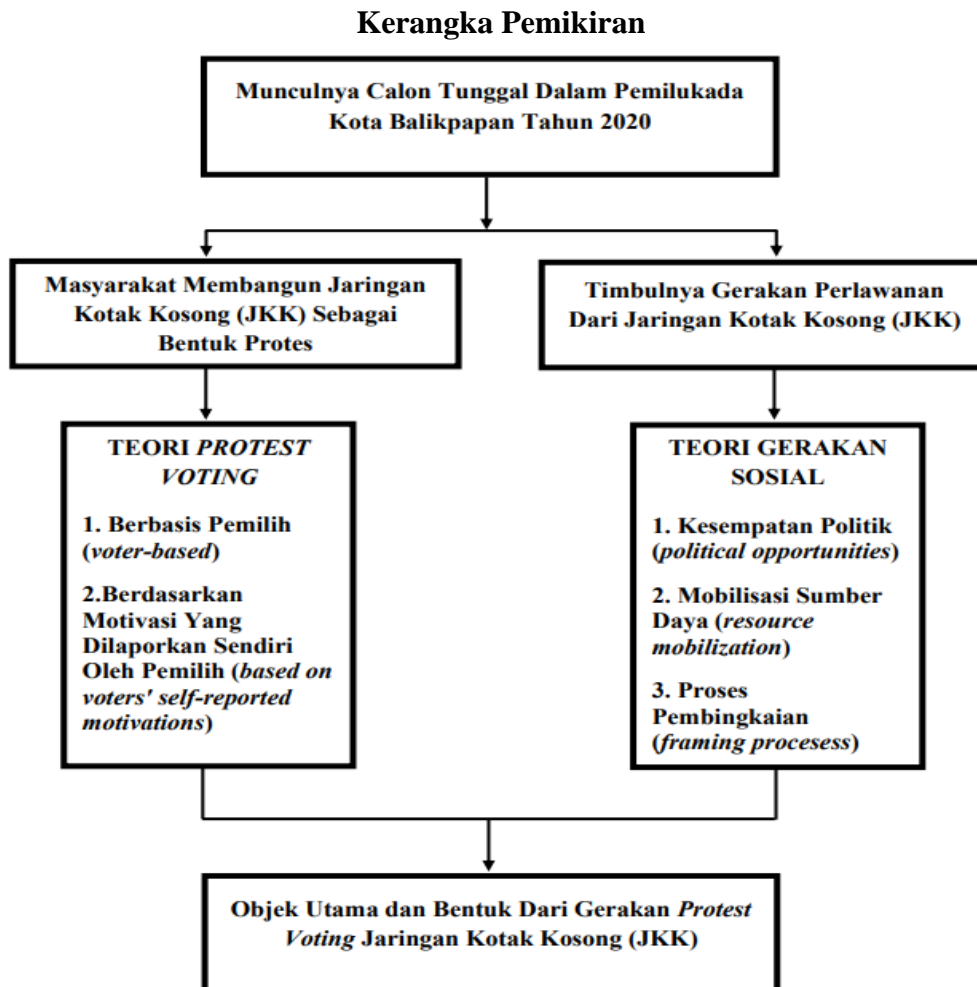 Kerangka Pemikiran
Munculnya Calon Tunggal Dalam Pemilukada
Kota Balikpapan Tahun 2020
Masyarakat Membangun Jaringan
Kotak Kosong (JKK) Sebagai
Bentuk Protes
Timbulnya Gerakan Perlawanan
Dari Jaringan Kotak Kosong (JKK)
TEORI PROTEST
VOTING
1. Berbasis Pemilih
(voter-based)
2.Berdasarkan
Motivasi Yang
Dilaporkan Sendiri
Oleh Pemilih (based on
voters' self-reported
motivations)
TEORI GERAKAN
SOSIAL
1. Kesempatan Politik
(political opportunities)
2. Mobilisasi Sumber
Daya (resource
mobilization)
3. Proses
Pembingkaian
(framing procesess)
Objek Utama dan Bentuk Dari Gerakan Protest
Voting Jaringan Kotak Kosong (JKK)